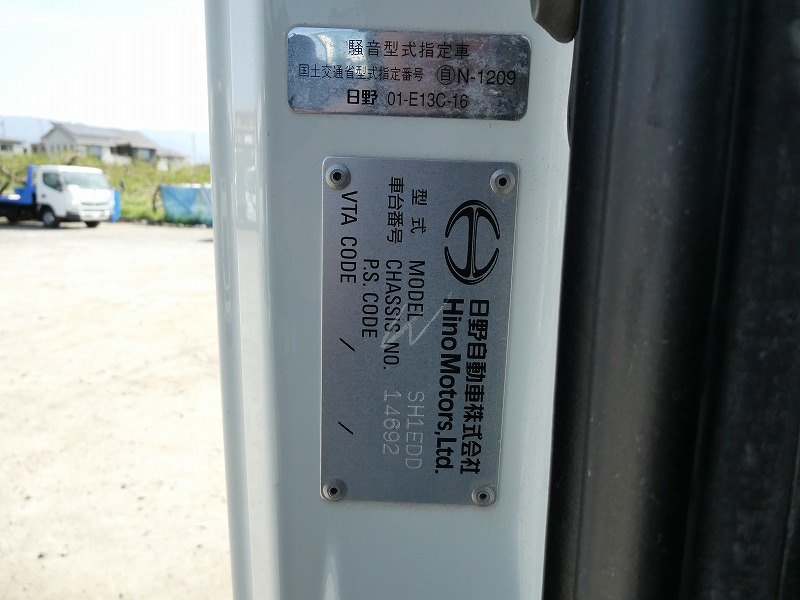 騒音型式指定車
国土交通省型式指定番号 自N-1209
日野 01-E13C-16
日野自動車株式会社
Hino Motors,Ltd.
型式 MODEL SH1EDD
車台番号 CHASSIS NO. 14692
P.S. CODE /
VTA CODE / /